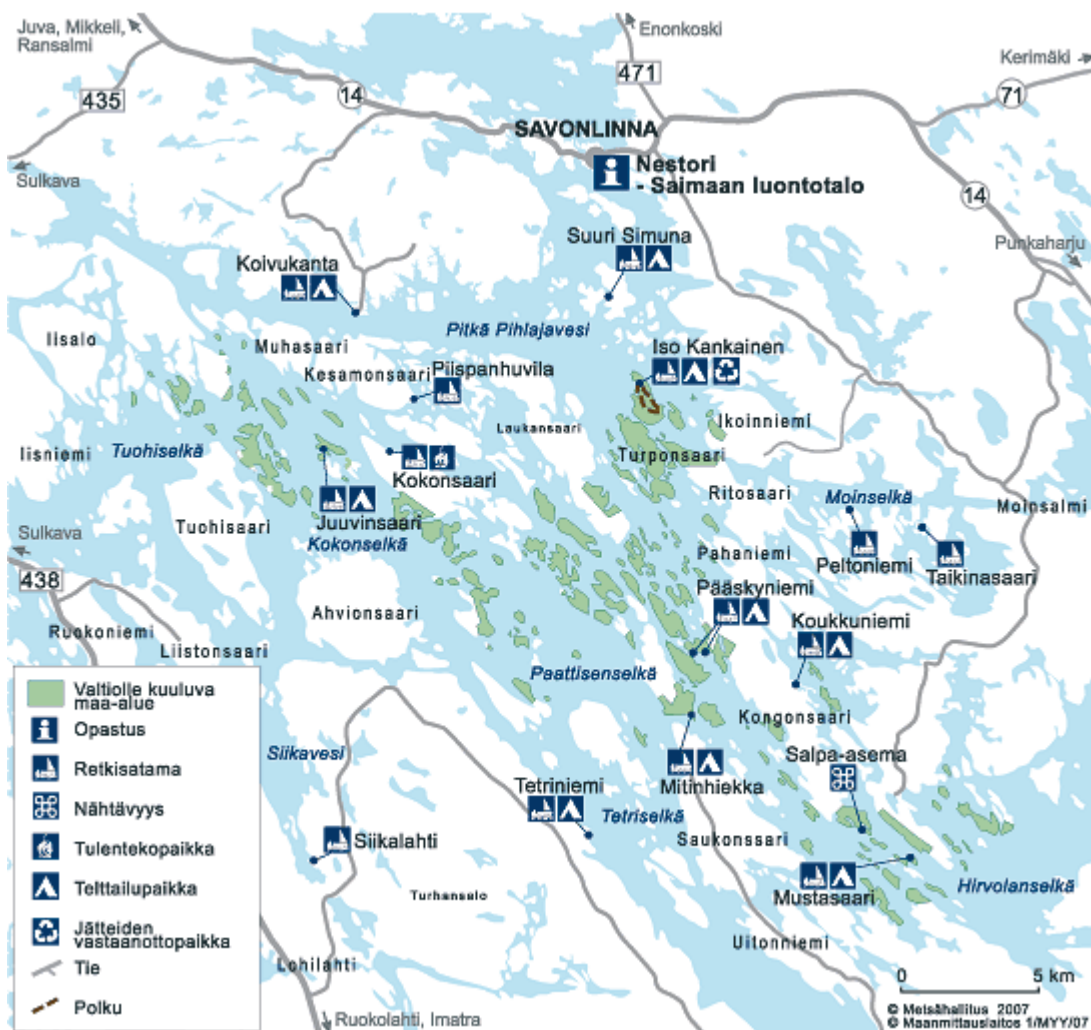 Juva, Mikkeli,
Ransalmi
Enonkoski
Kerimäki
471
435
14
71
SAVONLINNA
Sulkava
Nestori
- Saimaan luontotalo
14
Suuri Simuna
Punkaharju
Koivukanta
Iisalo
Pitkä Pihlajavesi
Muhasaari
Iso Kankainen
Kesamonsaari
Piispanhuvila
Laukansaari
Ikoinniemi
Tuohiselkä
Iisniemi
Turponsaari
Kokonsaari
Ritosaari
Moinselkä
Moinsalmi
Juuvinsaari
Tuohisaari
Kokonselkä
Sulkava
Pahaniemi
Peltoniemi
Taikinasaari
438
Pääskyniemi
Ahvionsaari
Koukkuniemi
Ruokoniemi
Liistonsaari
Paattisenselkä
Valtiolle kuuluva
maa-alue
Opastus
Retkisatama
Nähtävyys
Tulentekopaikka
Telttailupaikka
Jätteiden
vastaanottopaikka
Tie
Polku
Kongonsaari
Siikavesi
Salpa-asema
Tetriniemi
Mitinhiekka
Tetriselkä
Saukonssari
Siikalahti
Turhansalo
Mustasaari
Hirvolanselkä
Uitonniemi
Lohilahti
0 5 km
Ruokolahti, Imatra
© Metsähallitus 2007
© Maanmittauslaitos 1/MYY/07